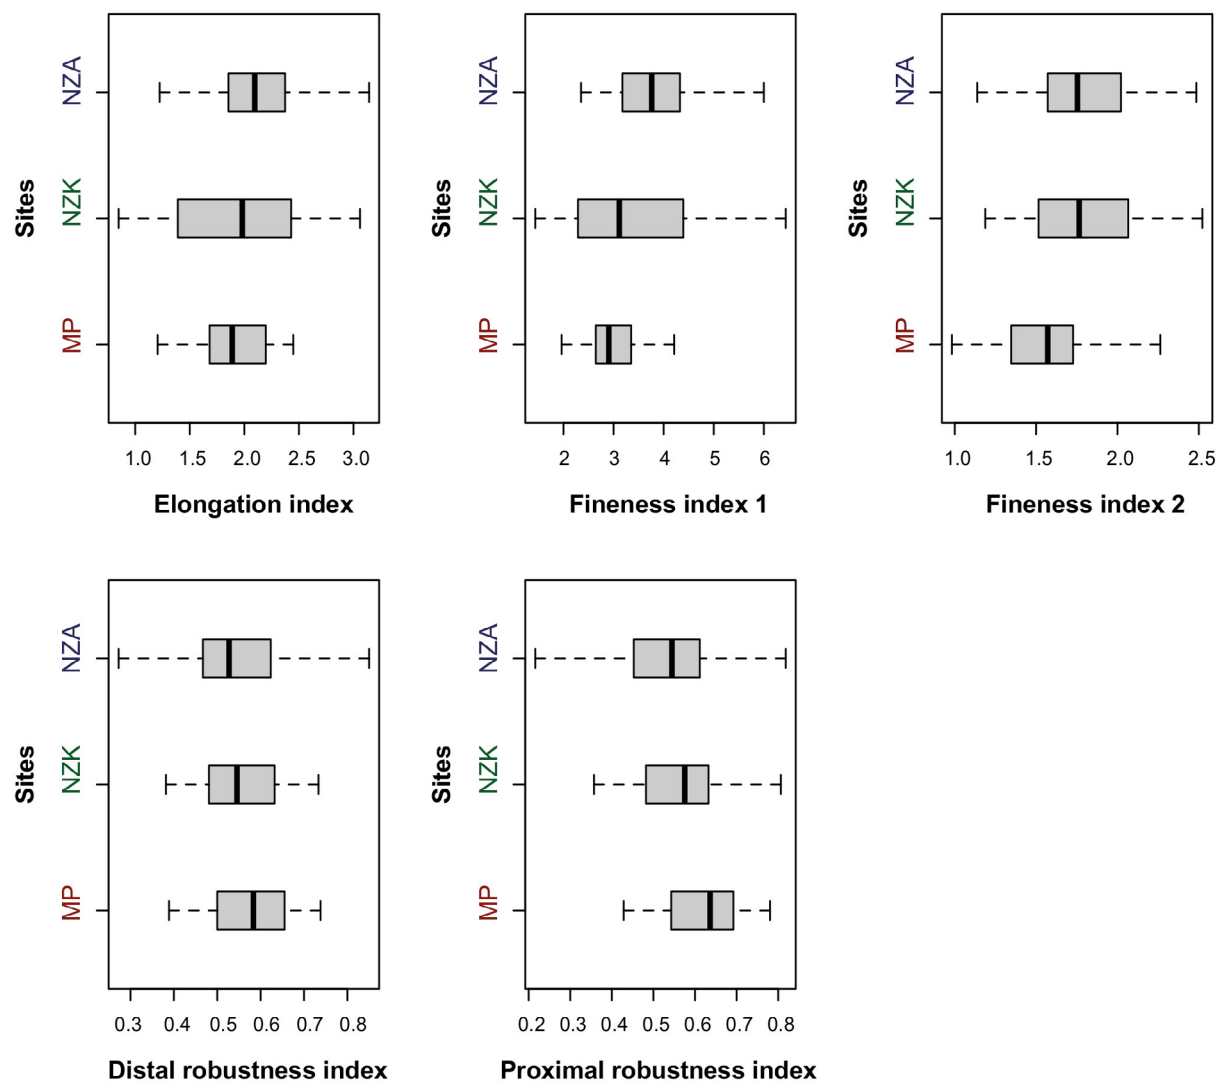 Sites
NZA
NZK
MP
1.0 1.5 2.0 2.5 3.0
Elongation index
NZA
NZK
MP
2 3 4 5 6
Fineness index 1
Sites
NZA
NZK
MP
1.0 1.5 2.0 2.5
Fineness index 2
Sites
NZA
NZK
MP
0.3 0.4 0.5 0.6 0.7 0.8
Distal robustness index
Sites
NZA
NZK
MP
0.2 0.3 0.4 0.5 0.6 0.7 0.8
Proximal robustness index